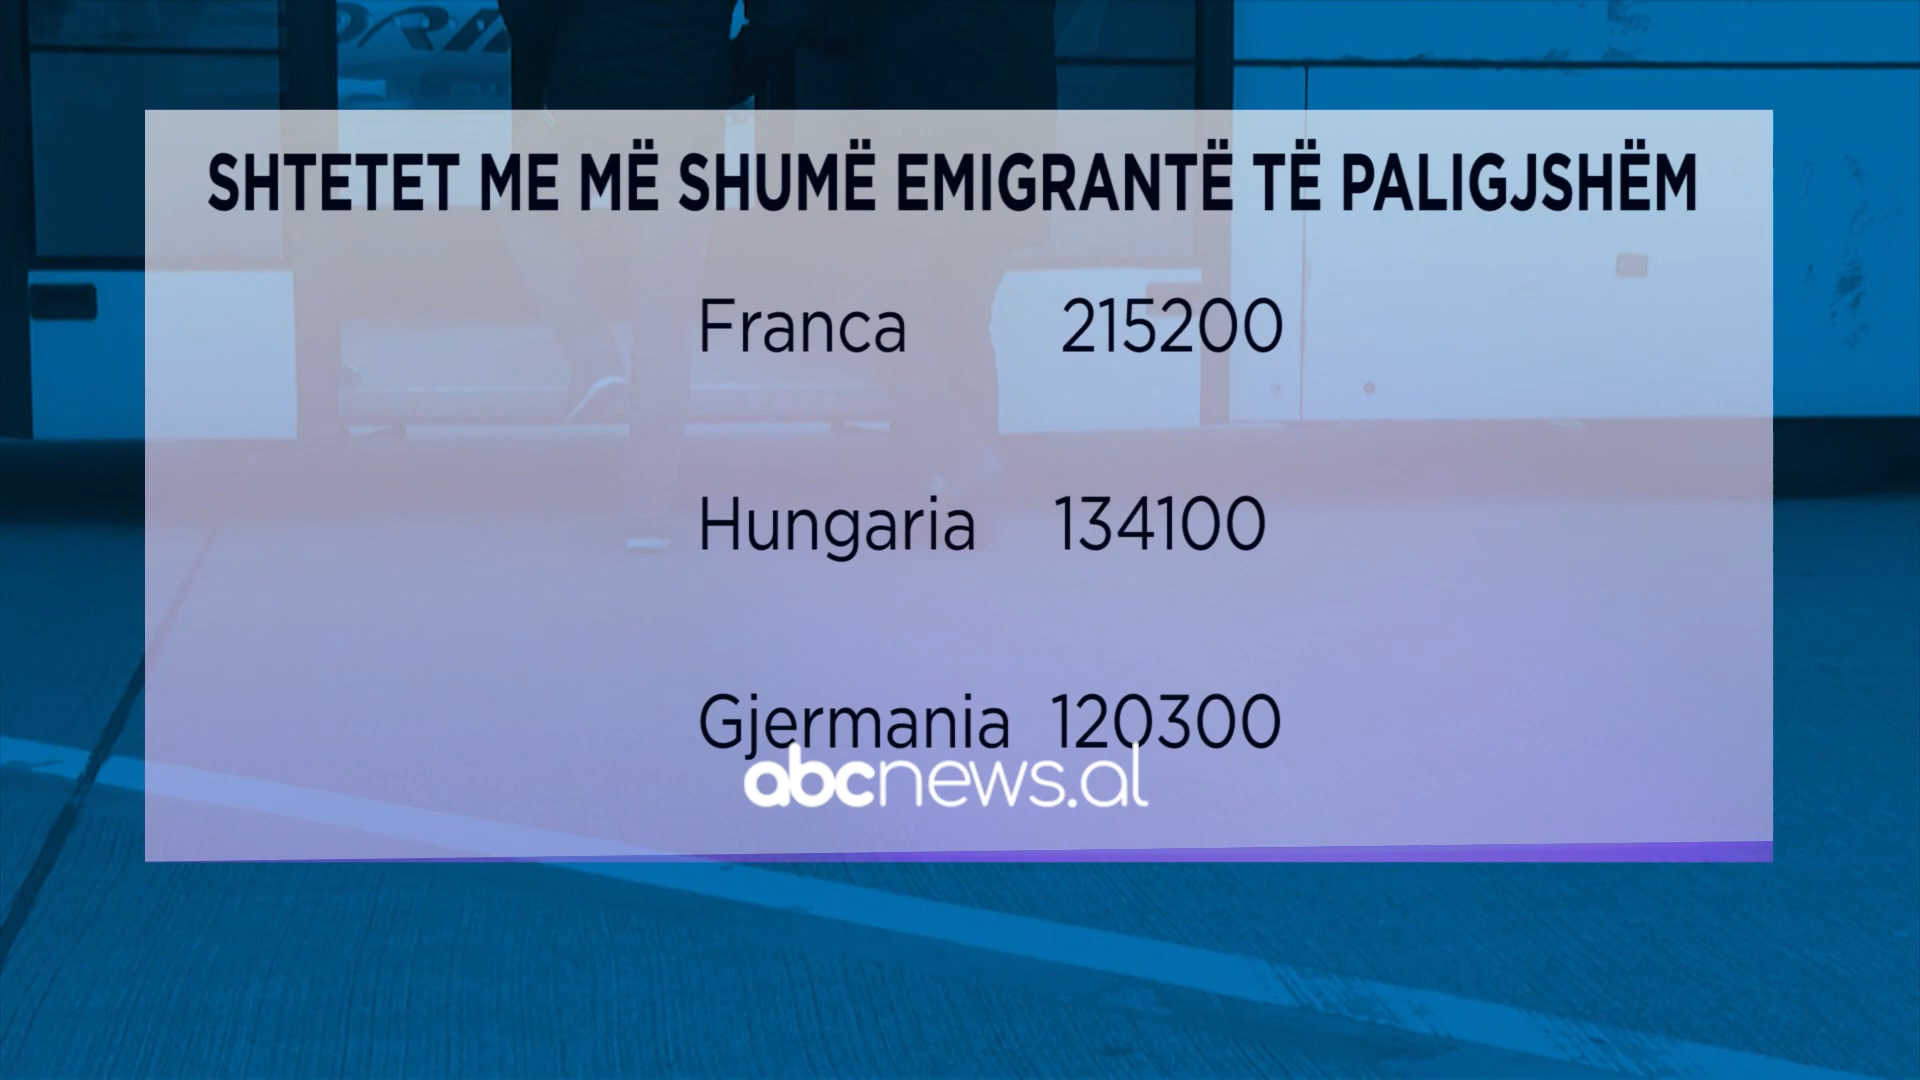 SHTETET ME MË SHUMË EMIGRANTË TË PALIGJSHËM
Franca 215200
Hungaria 134100
Gjermania 120300
abcnews.al